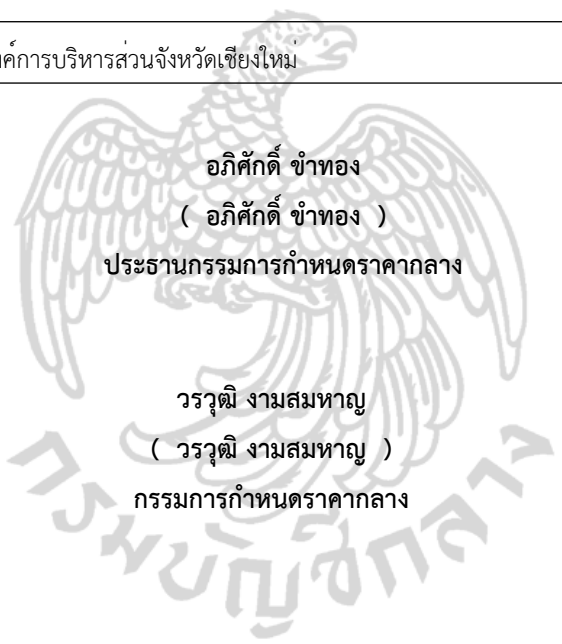 องค์การบริหารส่วนจังหวัดเชียงใหม่
อภิศักดิ์ ขำทอง
( อภิศักดิ์ ขำทอง )
ประธานกรรมการกำหนดราคากลาง
วรวุฒิ งามสมหาญ
( วรวุฒิ งามสมหาญ )
กรรมการกำหนดราคากลาง
กรมบัญชีกลาง